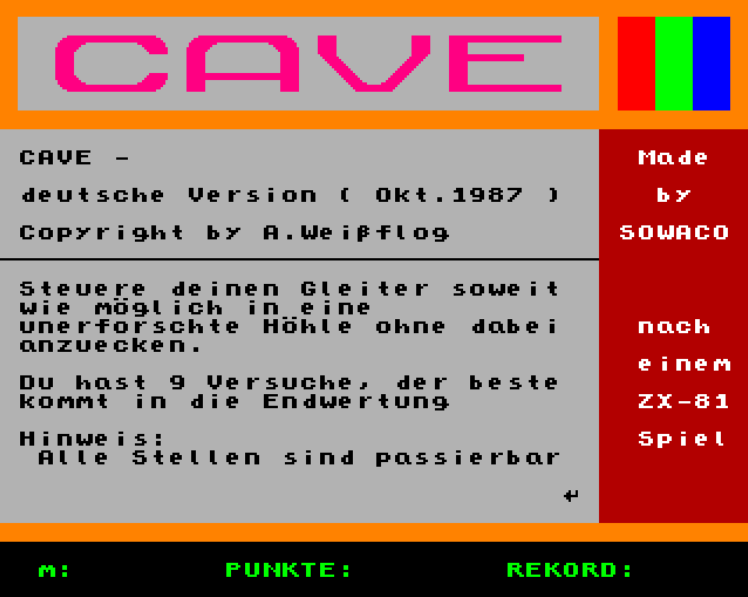 CAVE
CAVE -
deutsche Version ( Okt.1987 )
Copyright by A.Weißflog
Made
by
SOWACO
Steuere deinen Gleiter soweit
wie möglich in eine
unerforschte Höhle ohne dabei
anzuecken.
Du hast 9 Versuche, der beste
kommt in die Endwertung
Hinweis:
Alle Stellen sind passierbar
↵
nach
einem
ZX-81
Spiel
m: PUNKTE: REKORD: